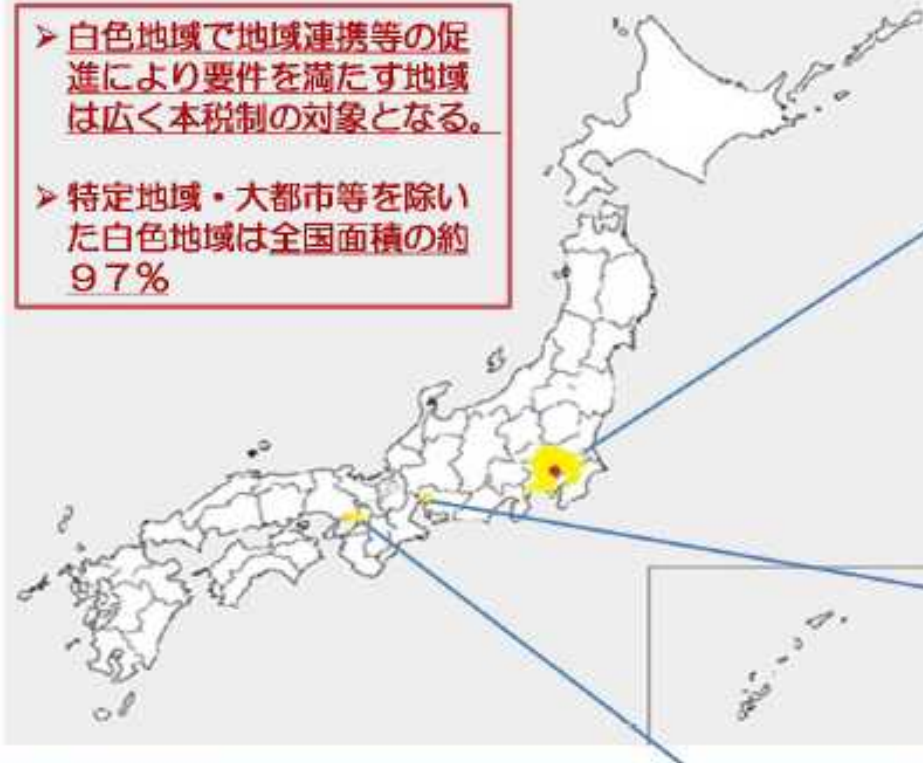 ➢ 白色地域で地域連携等の促
進により要件を満たす地域
は広く本税制の対象となる。
➢ 特定地域・大都市等を除い
た白色地域は全国面積の約
９７％